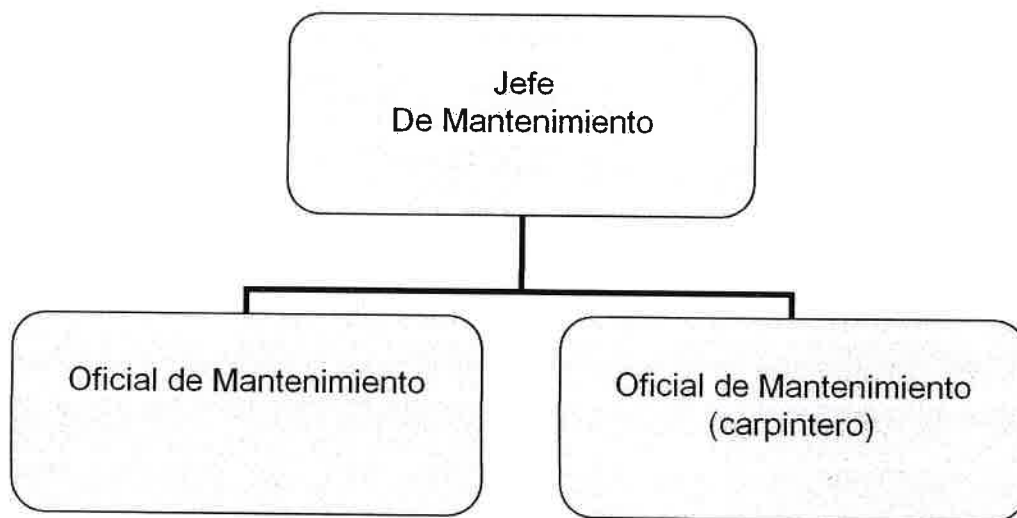 Jefe
De Mantenimiento
Oficial de Mantenimiento
Oficial de Mantenimiento
(carpintero)